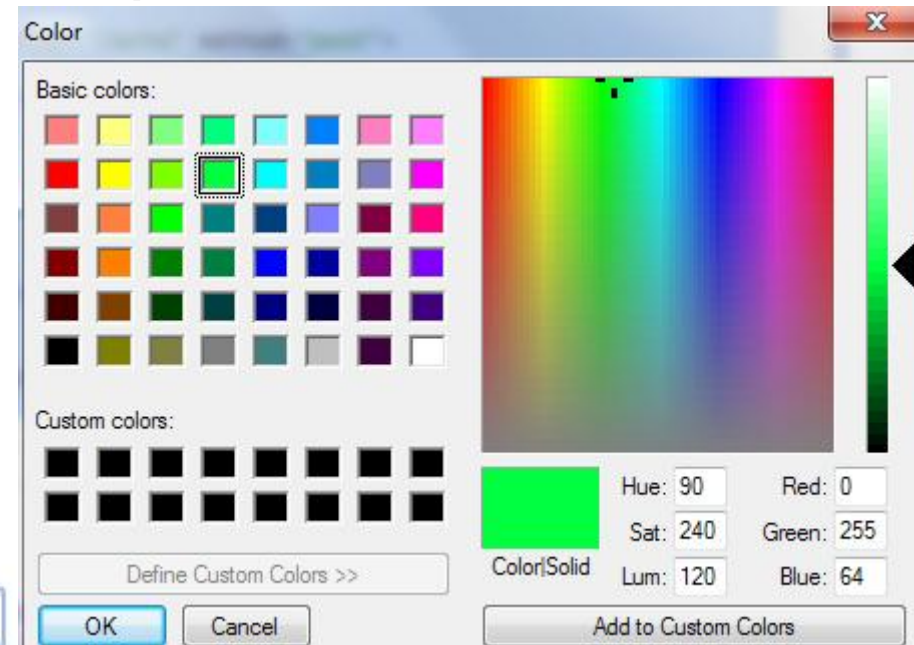 Color
Basic colors:
Custom colors:
Define Custom Colors >>
OK Cancel
Color|Solid
Hue: 90 Red: 0
Sat: 240 Green: 255
Lum: 120 Blue: 64
Add to Custom Colors